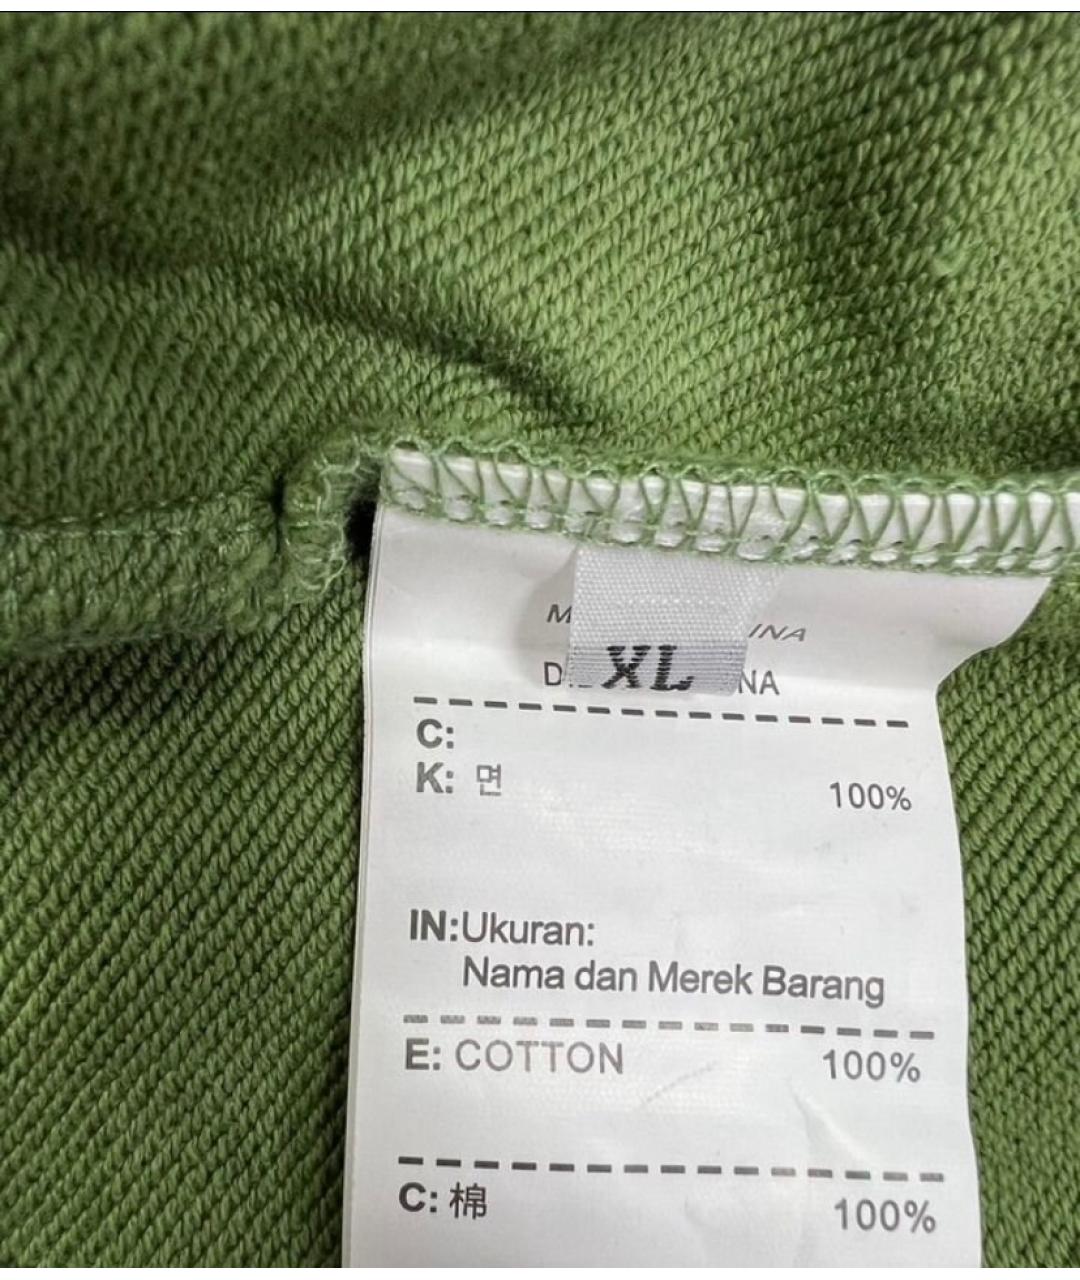 XL
C:
K: 면 100%
IN:Ukuran:
Nama dan Merek Barang
E: COTTON 100%
C: 棉 100%